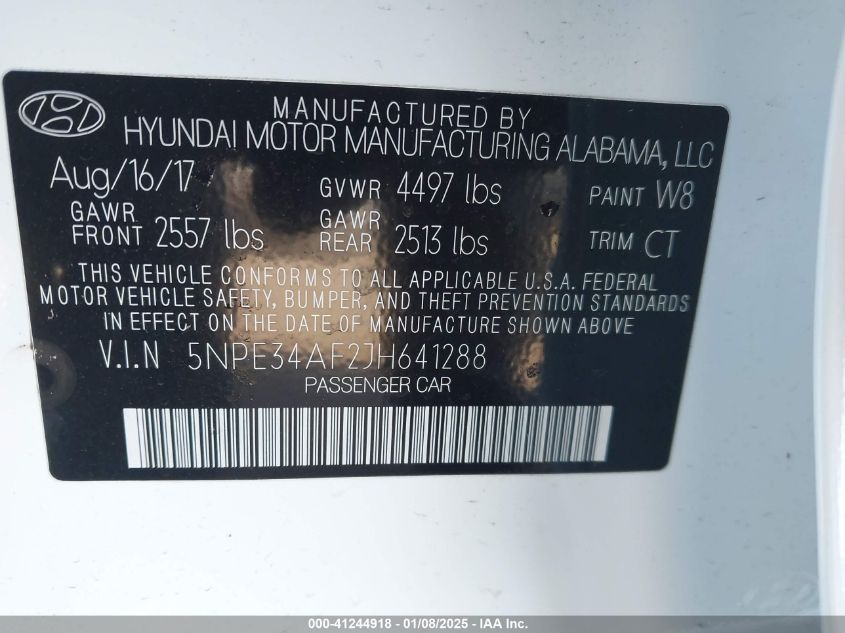 MANUFACTURED BY
HYUNDAI MOTOR MANUFACTURING ALABAMA, LLC
Aug/16/17 GVWR 4497 lbs PAINT W8
GAWR FRONT 2557 lbs GAWR REAR 2513 lbs TRIM CT
THIS VEHICLE CONFORMS TO ALL APPLICABLE U.S.A. FEDERAL
MOTOR VEHICLE SAFETY, BUMPER, AND THEFT PREVENTION STANDARDS
IN EFFECT ON THE DATE OF MANUFACTURE SHOWN ABOVE
V.I.N 5NPE34AF2JH641288
PASSENGER CAR
000-41244918 - 01/08/2025 - IAA Inc.